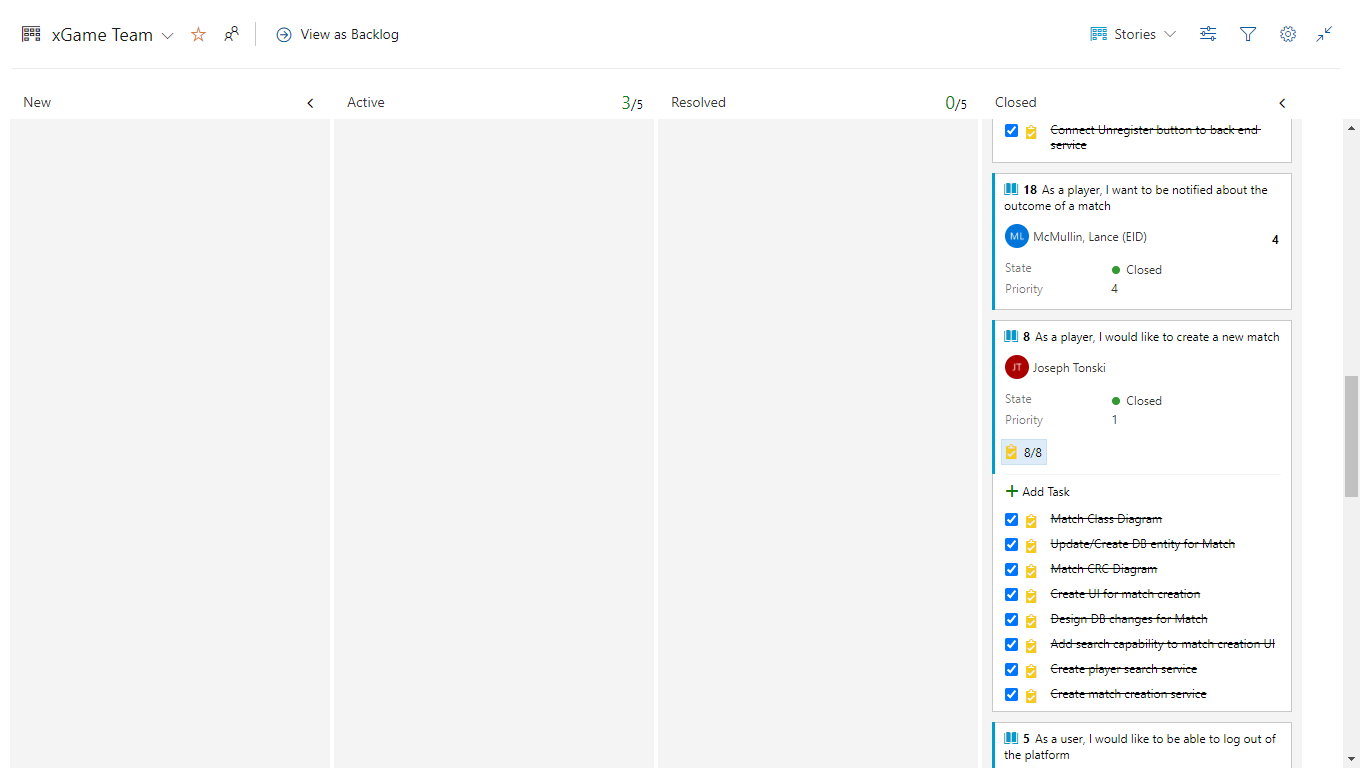 xGame Team
View as Backlog
Stories
New
Active
3/5
Resolved
0/5
Closed
Connect Unregister button to back end
service
18 As a player, I want to be notified about the
outcome of a match
ML McMullin, Lance (EID)
4
State Closed
Priority 4
8 As a player, I would like to create a new match
JT Joseph Tonski
State Closed
Priority 1
8/8
Add Task
Match Class Diagram
Update/Create DB entity for Match
Match CRC Diagram
Create UI for match creation
Design DB changes for Match
Add search capability to match creation UI
Create player search service
Create match creation service
5 As a user, I would like to be able to log out of
the platform